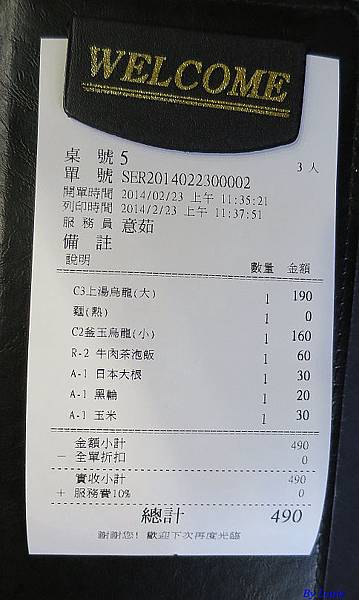 WELCOME
桌 號 5 3 人
單 號 SER2014022300002
開單時間 2014/02/23 上午 11:35:21
列印時間 2014/2/23 上午 11:37:51
服務員 意茹
備 註
說明 數量 金額
C3上湯烏龍(大) 1 190
麵(熱) 1 0
C2釜玉烏龍(小) 1 160
R-2 牛肉茶泡飯 1 60
A-1 日本大根 1 30
A-1 黑輪 1 20
A-1 玉米 1 30
金額小計 490
- 全單折扣 0
實收小計 490
+ 服務費10% 0
總計 490
謝謝您! 歡迎下次再度光臨